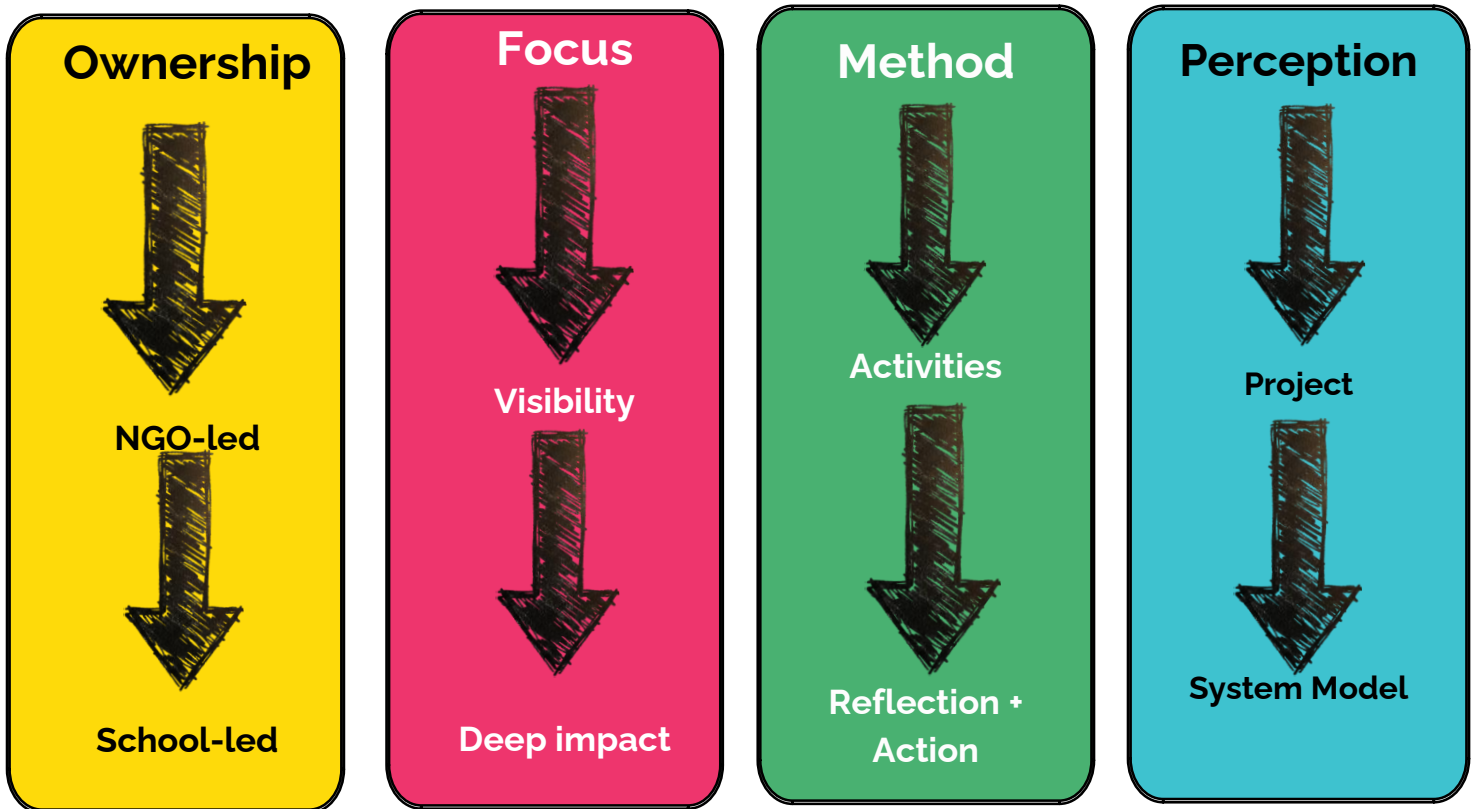 Ownership
NGO-led
School-led
Focus
Visibility
Deep impact
Method
Activities
Reflection +
Action
Perception
Project
System Model